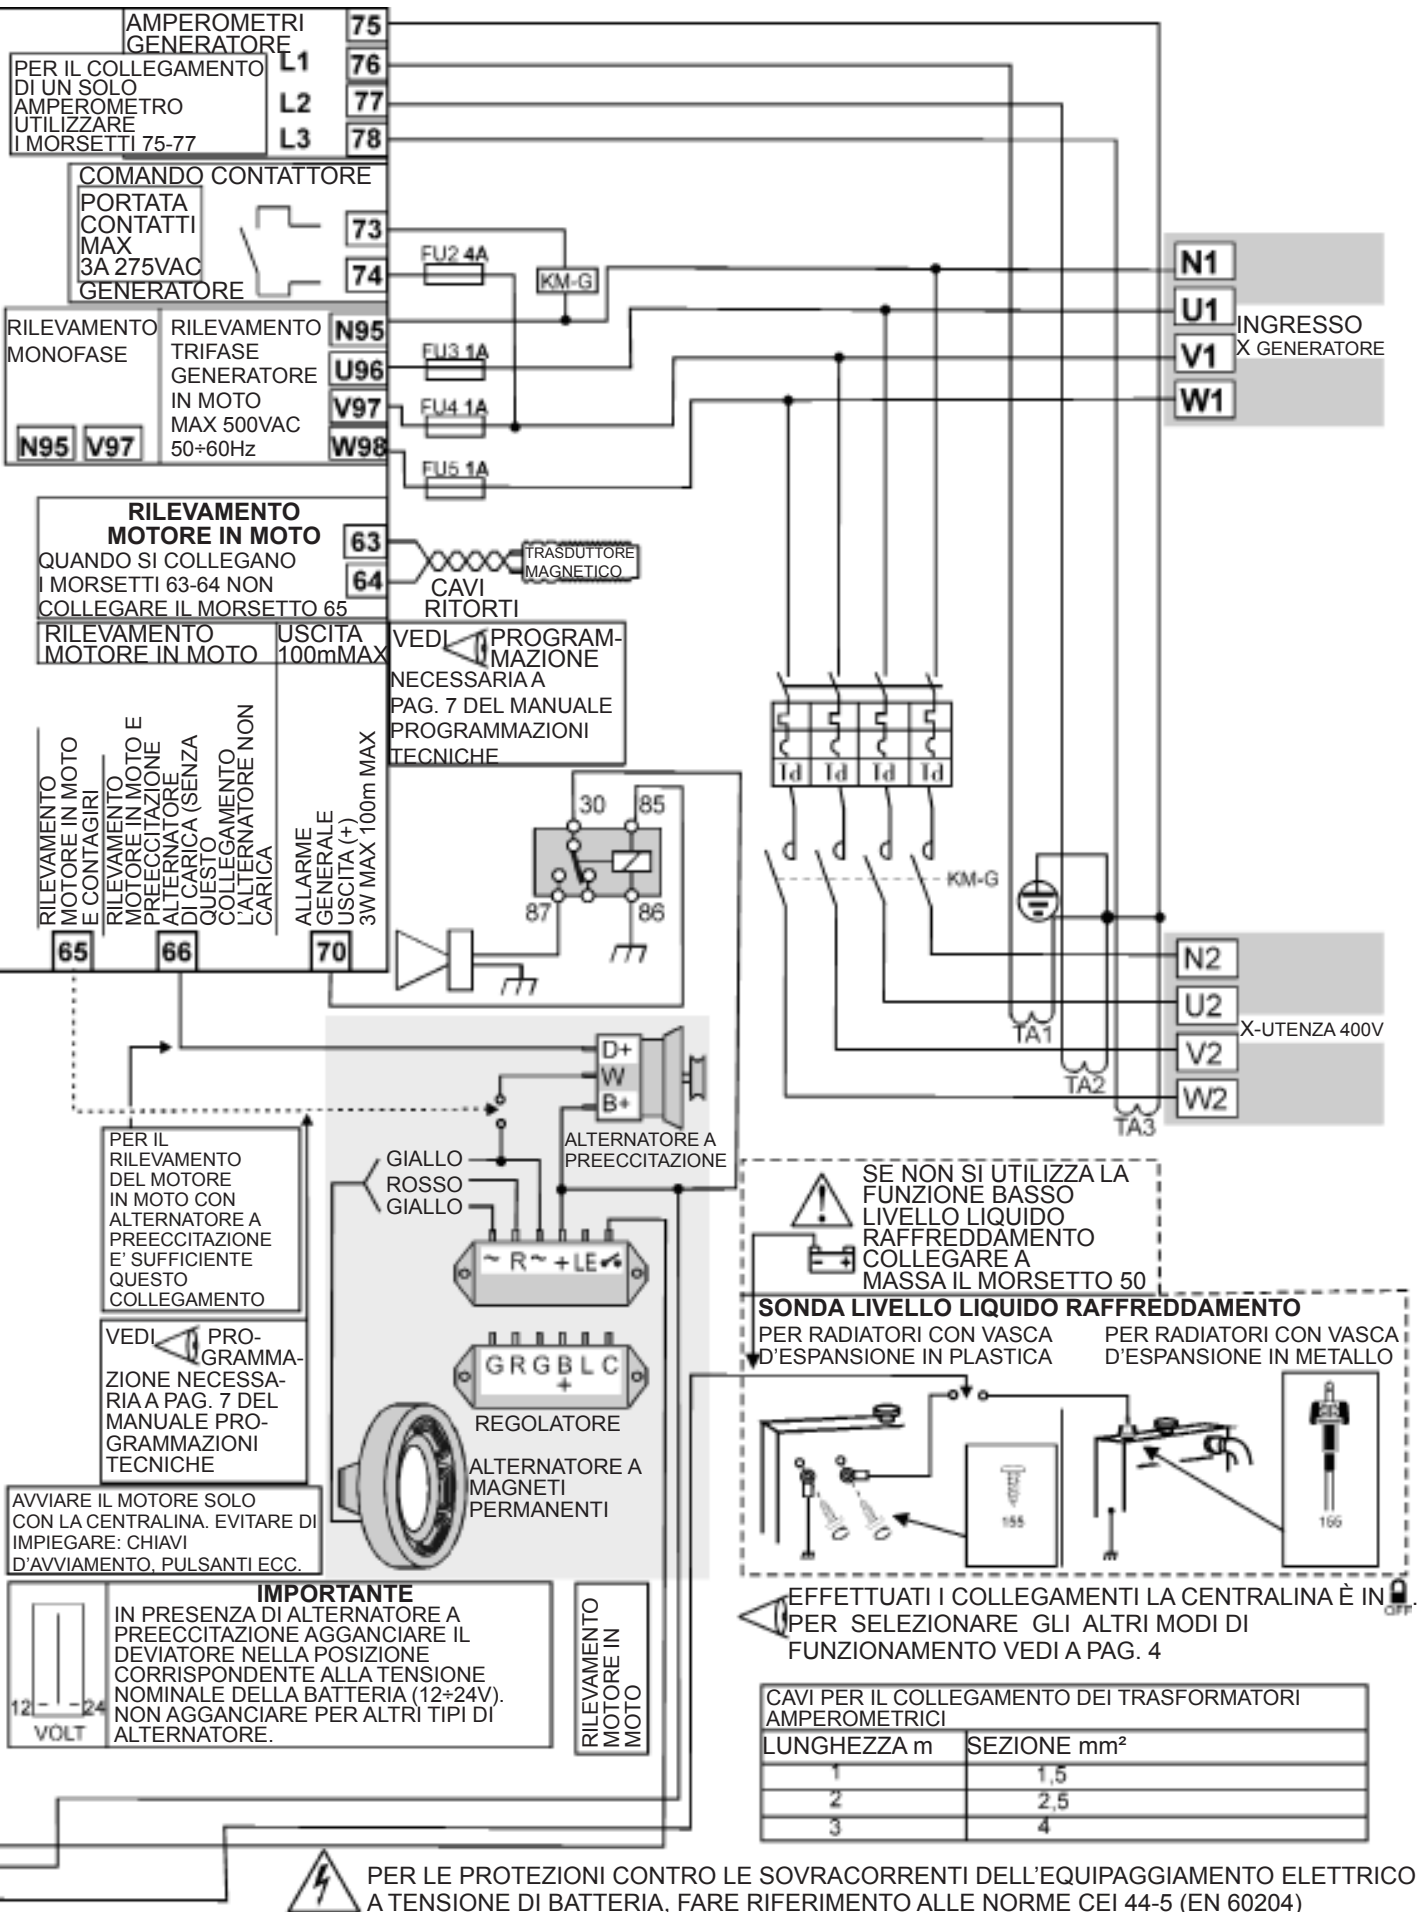 AMPEROMETRI
GENERATORE
75
L1 76
L2 77
L3 78
PER IL COLLEGAMENTO
DI UN SOLO
AMPEROMETRO
UTILIZZARE
I MORSETTI 75-77
COMANDO CONTATTORE
PORTATA
CONTATTI
MAX
3A 275VAC
GENERATORE
73
74
FU2 4A
KM-G
RILEVAMENTO
MONOFASE
N95 V97
RILEVAMENTO
TRIFASE
GENERATORE
IN MOTO
MAX 500VAC
50÷60Hz
N95
U96
V97
W98
FU3 1A
FU4 1A
FU5 1A
N1
U1
V1
W1
INGRESSO
X GENERATORE
RILEVAMENTO
MOTORE IN MOTO
QUANDO SI COLLEGANO
I MORSETTI 63-64 NON
COLLEGARE IL MORSETTO 65
63
64
CAVI
RITORTI
TRASDUTTORE
MAGNETICO
RILEVAMENTO
MOTORE IN MOTO
USCITA
100mMAX
VEDI PROGRAM-
MAZIONE
NECESSARIA A
PAG. 7 DEL MANUALE
PROGRAMMAZIONI
TECNICHE
RILEVAMENTO
MOTORE IN MOTO
E CONTAGIRI
RILEVAMENTO
MOTORE IN MOTO E
PREECCITAZIONE
ALTERNATORE
DI CARICA (SENZA
QUESTO
COLLEGAMENTO
L'ALTERNATORE NON
CARICA
ALLARME
GENERALE
USCITA (+)
3W MAX 100m MAX
65
66
70
30 85
87 86
P1 P1 P1 P1
KM-G
N2
U2
V2
W2
X-UTENZA 400V
TA1
TA2
TA3
D+
W
B+
ALTERNATORE A
PREECCITAZIONE
GIALLO
ROSSO
GIALLO
~ R ~ + LE
G R G B L C
+
REGOLATORE
ALTERNATORE A
MAGNETI
PERMANENTI
PER IL
RILEVAMENTO
DEL MOTORE
IN MOTO CON
ALTERNATORE A
PREECCITAZIONE
E' SUFFICIENTE
QUESTO
COLLEGAMENTO
VEDI PRO-
GRAMMA-
ZIONE NECESSA-
RIA A PAG. 7 DEL
MANUALE PRO-
GRAMMAZIONI
TECNICHE
AVVIARE IL MOTORE SOLO
CON LA CENTRALINA. EVITARE DI
IMPIEGARE: CHIAVI
D'AVVIAMENTO, PULSANTI ECC.
SE NON SI UTILIZZA LA
FUNZIONE BASSO
LIVELLO LIQUIDO
RAFFREDDAMENTO
COLLEGARE A
MASSA IL MORSETTO 50
- +
SONDA LIVELLO LIQUIDO RAFFREDDAMENTO
PER RADIATORI CON VASCA
D'ESPANSIONE IN PLASTICA
PER RADIATORI CON VASCA
D'ESPANSIONE IN METALLO
155
166
12 24
VOLT
IMPORTANTE
IN PRESENZA DI ALTERNATORE A
PREECCITAZIONE AGGANCIARE IL
DEVIATORE NELLA POSIZIONE
CORRISPONDENTE ALLA TENSIONE
NOMINALE DELLA BATTERIA (12÷24V).
NON AGGANCIARE PER ALTRI TIPI DI
ALTERNATORE.
RILEVAMENTO
MOTORE IN
MOTO
EFFETTUATI I COLLEGAMENTI LA CENTRALINA È IN OFF.
PER SELEZIONARE GLI ALTRI MODI DI
FUNZIONAMENTO VEDI A PAG. 4
CAVI PER IL COLLEGAMENTO DEI TRASFORMATORI
AMPEROMETRICI
LUNGHEZZA m SEZIONE mm²
1 1,5
2 2,5
3 4
PER LE PROTEZIONI CONTRO LE SOVRACORRENTI DELL'EQUIPAGGIAMENTO ELETTRICO
A TENSIONE DI BATTERIA, FARE RIFERIMENTO ALLE NORME CEI 44-5 (EN 60204)